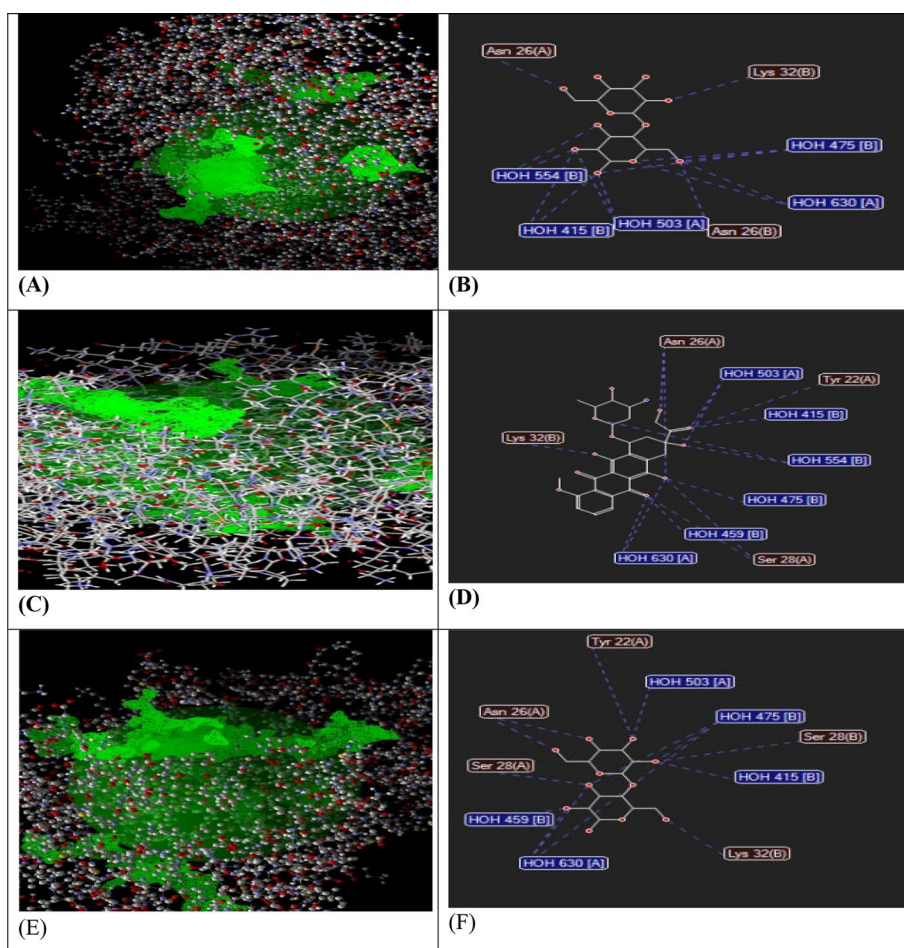 Asn 26(A)
Lys 32(B)
HOH 475 [B]
HOH 554 [B]
HOH 630 [A]
HOH 415 [B]
HOH 503 [A]
Asn 26(B)
(A)
(B)
Asn 26(A)
HOH 503 [A]
Tyr 22(A)
HOH 415 [B]
Lys 32(B)
HOH 554 [B]
HOH 475 [B]
HOH 459 [B]
HOH 630 [A]
Ser 28(A)
(C)
(D)
Tyr 22(A)
HOH 503 [A]
Asn 26(A)
HOH 475 [B]
Ser 28(B)
Ser 28(A)
HOH 415 [B]
HOH 459 [B]
Lys 32(B)
HOH 630 [A]
(E)
(F)